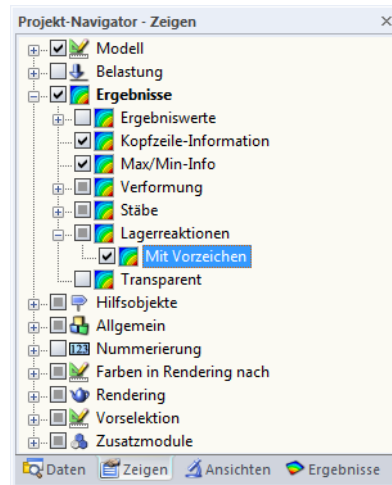 Projekt-Navigator - Zeigen
Modell
Belastung
Ergebnisse
Ergebniswerte
Kopfzeile-Information
Max/Min-Info
Verformung
Stäbe
Lagerreaktionen
Mit Vorzeichen
Transparent
Hilfsobjekte
Allgemein
123 Nummerierung
Farben in Rendering nach
Rendering
Vorselektion
Zusatzmodule
Daten Zeigen Ansichten Ergebnisse